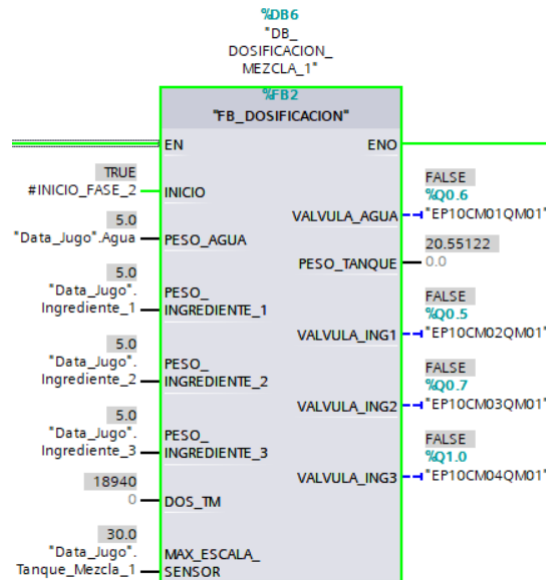 %DB6
"DB_
DOSIFICACION_
MEZCLA_1"
%FB2
"FB_DOSIFICACION"
EN
ENO
TRUE
#INICIO_FASE_2
INICIO
5.0
"Data_Jugo".Agua
PESO_AGUA
5.0
"Data_Jugo".
Ingrediente_1
PESO_
INGREDIENTE_1
5.0
"Data_Jugo".
Ingrediente_2
PESO_
INGREDIENTE_2
5.0
"Data_Jugo".
Ingrediente_3
PESO_
INGREDIENTE_3
18940
0
DOS_TM
30.0
"Data_Jugo".
Tanque_Mezcla_1
MAX_ESCALA_
SENSOR
FALSE
%Q0.6
VALVULA_AGUA
"EP10CM01QM01"
20.55122
PESO_TANQUE
0.0
FALSE
%Q0.5
VALVULA_ING1
"EP10CM02QM01"
FALSE
%Q0.7
VALVULA_ING2
"EP10CM03QM01"
FALSE
%Q1.0
VALVULA_ING3
"EP10CM04QM01"